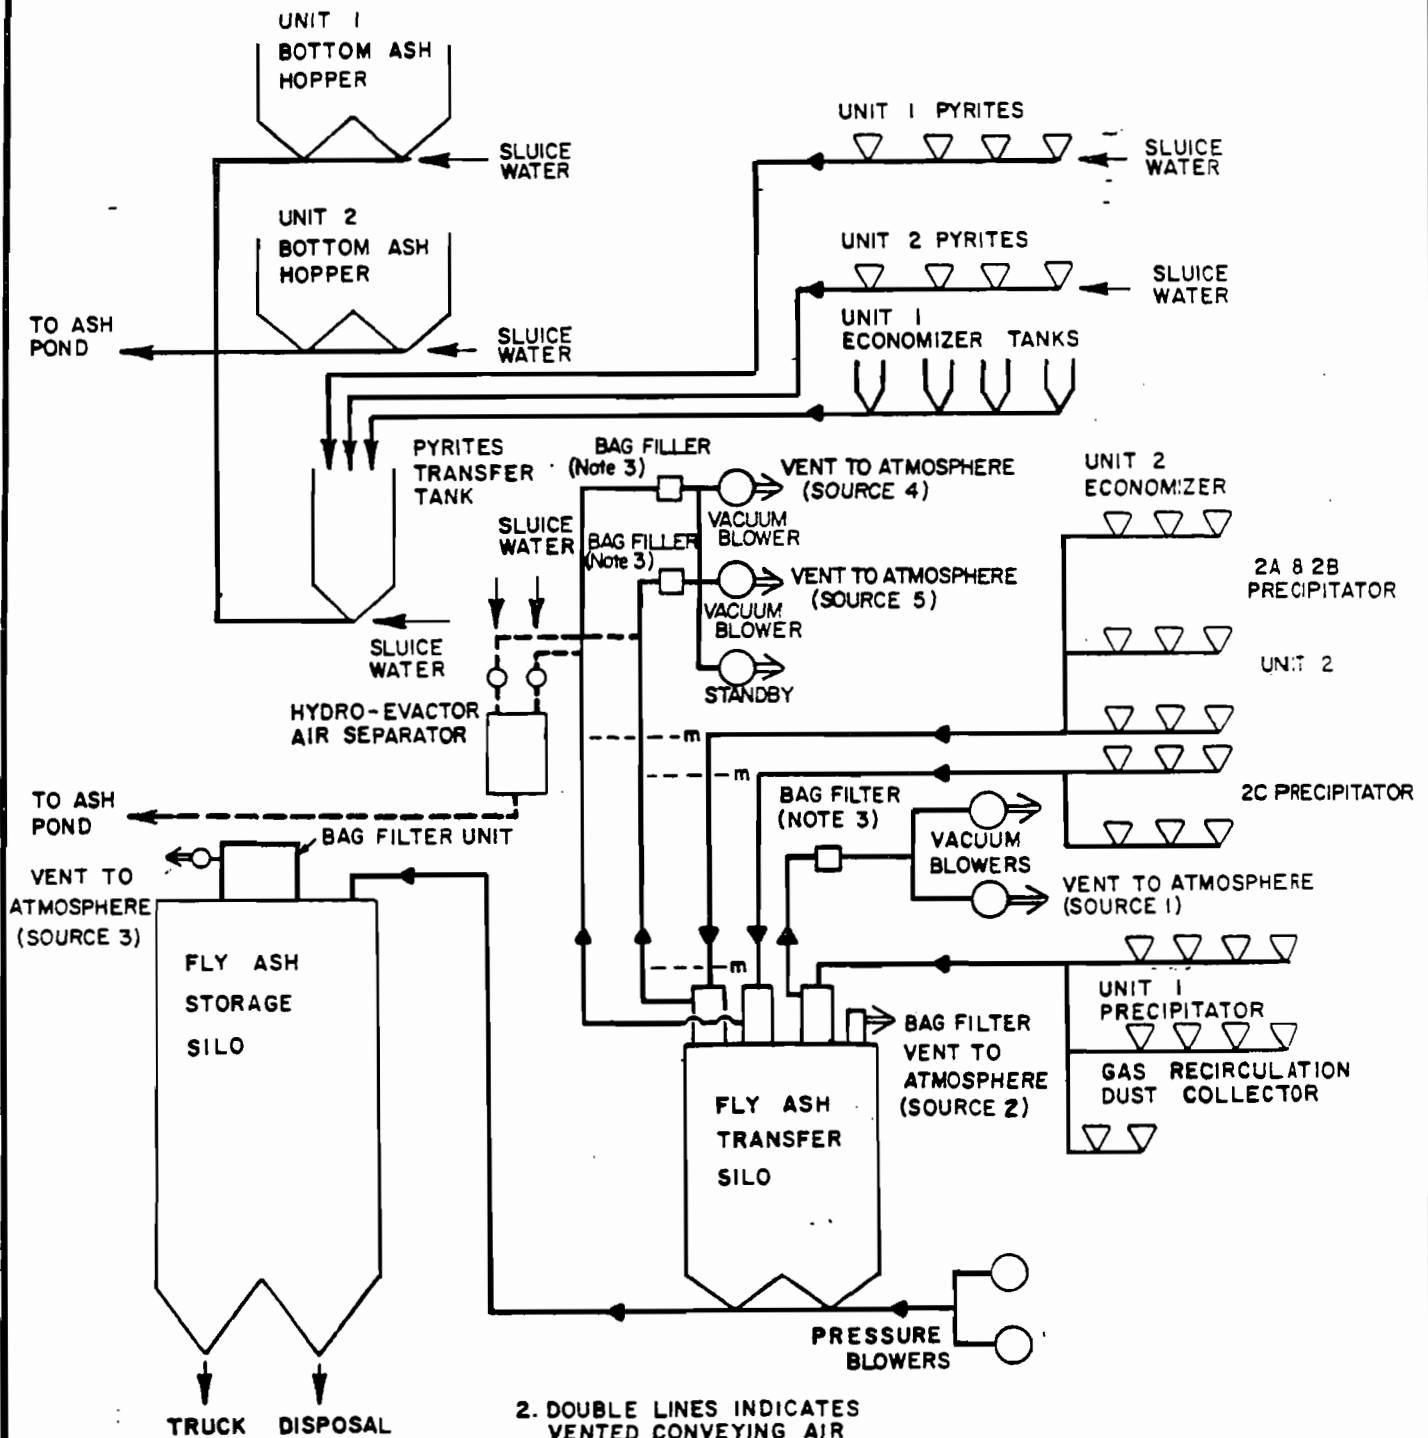 UNIT 1
BOTTOM ASH
HOPPER
SLUICE
WATER
UNIT 1 PYRITES
SLUICE
WATER
UNIT 2
BOTTOM ASH
HOPPER
UNIT 2 PYRITES
SLUICE
WATER
TO ASH
POND
SLUICE
WATER
UNIT 1
ECONOMIZER TANKS
PYRITES
TRANSFER
TANK
BAG FILLER
(Note 3)
VENT TO ATMOSPHERE
(SOURCE 4)
VACUUM
BLOWER
UNIT 2
ECONOMIZER
SLUICE
WATER
BAG FILLER
(Note 3)
VENT TO ATMOSPHERE
(SOURCE 5)
VACUUM
BLOWER
2A & 2B
PRECIPITATOR
SLUICE
WATER
STANDBY
UNIT 2
HYDRO-EVACTOR
AIR SEPARATOR
m
m
TO ASH
POND
BAG FILTER UNIT
BAG FILTER
(NOTE 3)
VACUUM
BLOWERS
2C PRECIPITATOR
VENT TO
ATMOSPHERE
(SOURCE 3)
VENT TO ATMOSPHERE
(SOURCE 1)
FLY ASH
STORAGE
SILO
m
UNIT 1
PRECIPITATOR
BAG FILTER
VENT TO
ATMOSPHERE
(SOURCE 2)
GAS RECIRCULATION
DUST COLLECTOR
FLY ASH
TRANSFER
SILO
PRESSURE
BLOWERS
TRUCK DISPOSAL
2. DOUBLE LINES INDICATES
VENTED CONVEYING AIR